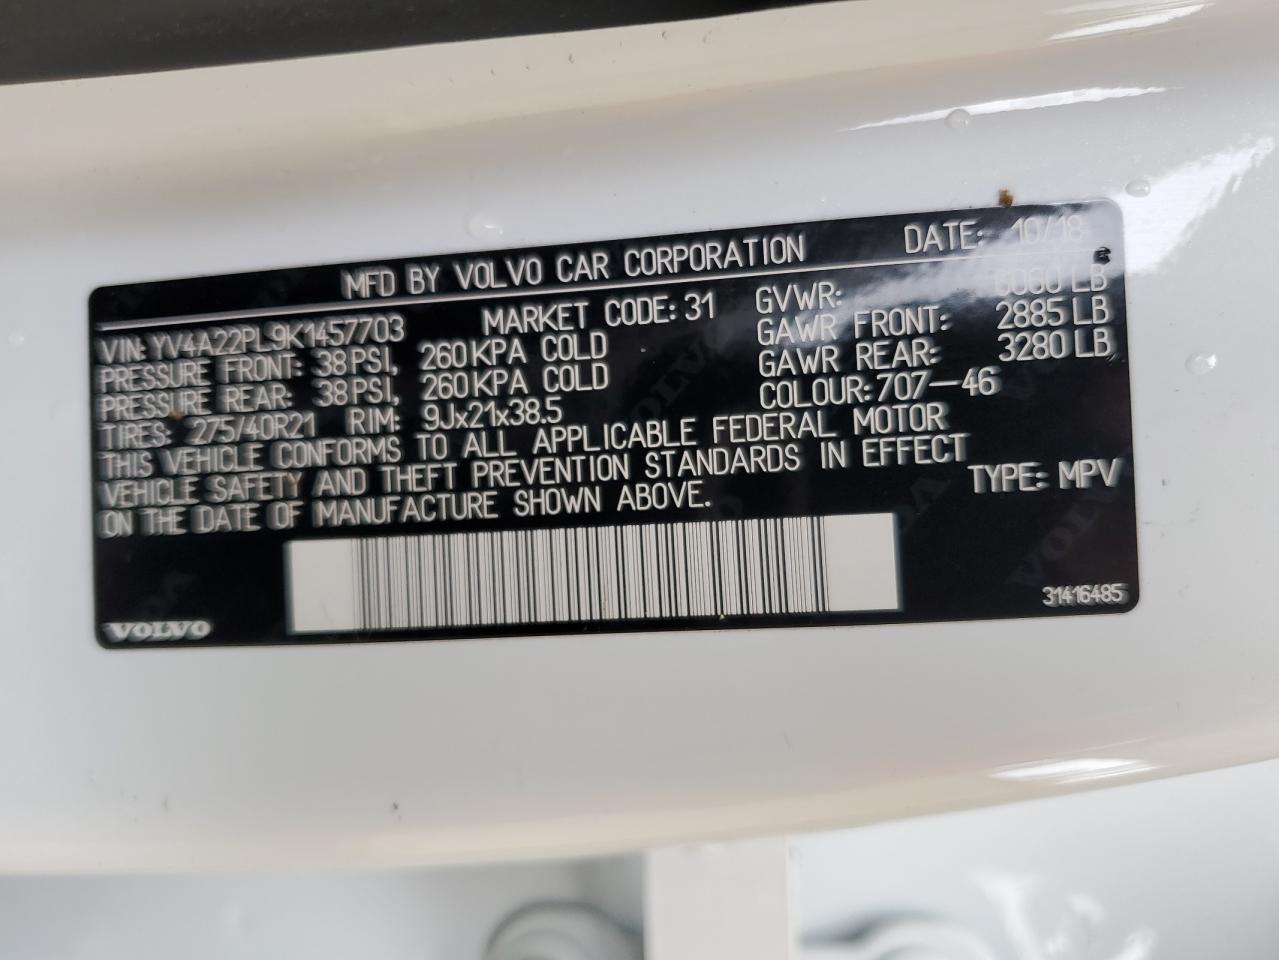 MFD BY VOLVO CAR CORPORATION DATE: 10/18
VIN: YV4A22PL9K1457703 MARKET CODE: 31 GVWR: 6060 LB
PRESSURE FRONT: 38 PSI, 260 KPA COLD GAWR FRONT: 2885 LB
PRESSURE REAR: 38 PSI, 260 KPA COLD GAWR REAR: 3280 LB
TIRES: 275/40R21 RIM: 9Jx21x38.5 COLOUR: 707-46
THIS VEHICLE CONFORMS TO ALL APPLICABLE FEDERAL MOTOR
VEHICLE SAFETY AND THEFT PREVENTION STANDARDS IN EFFECT
ON THE DATE OF MANUFACTURE SHOWN ABOVE. TYPE: MPV
VOLVO 31416485